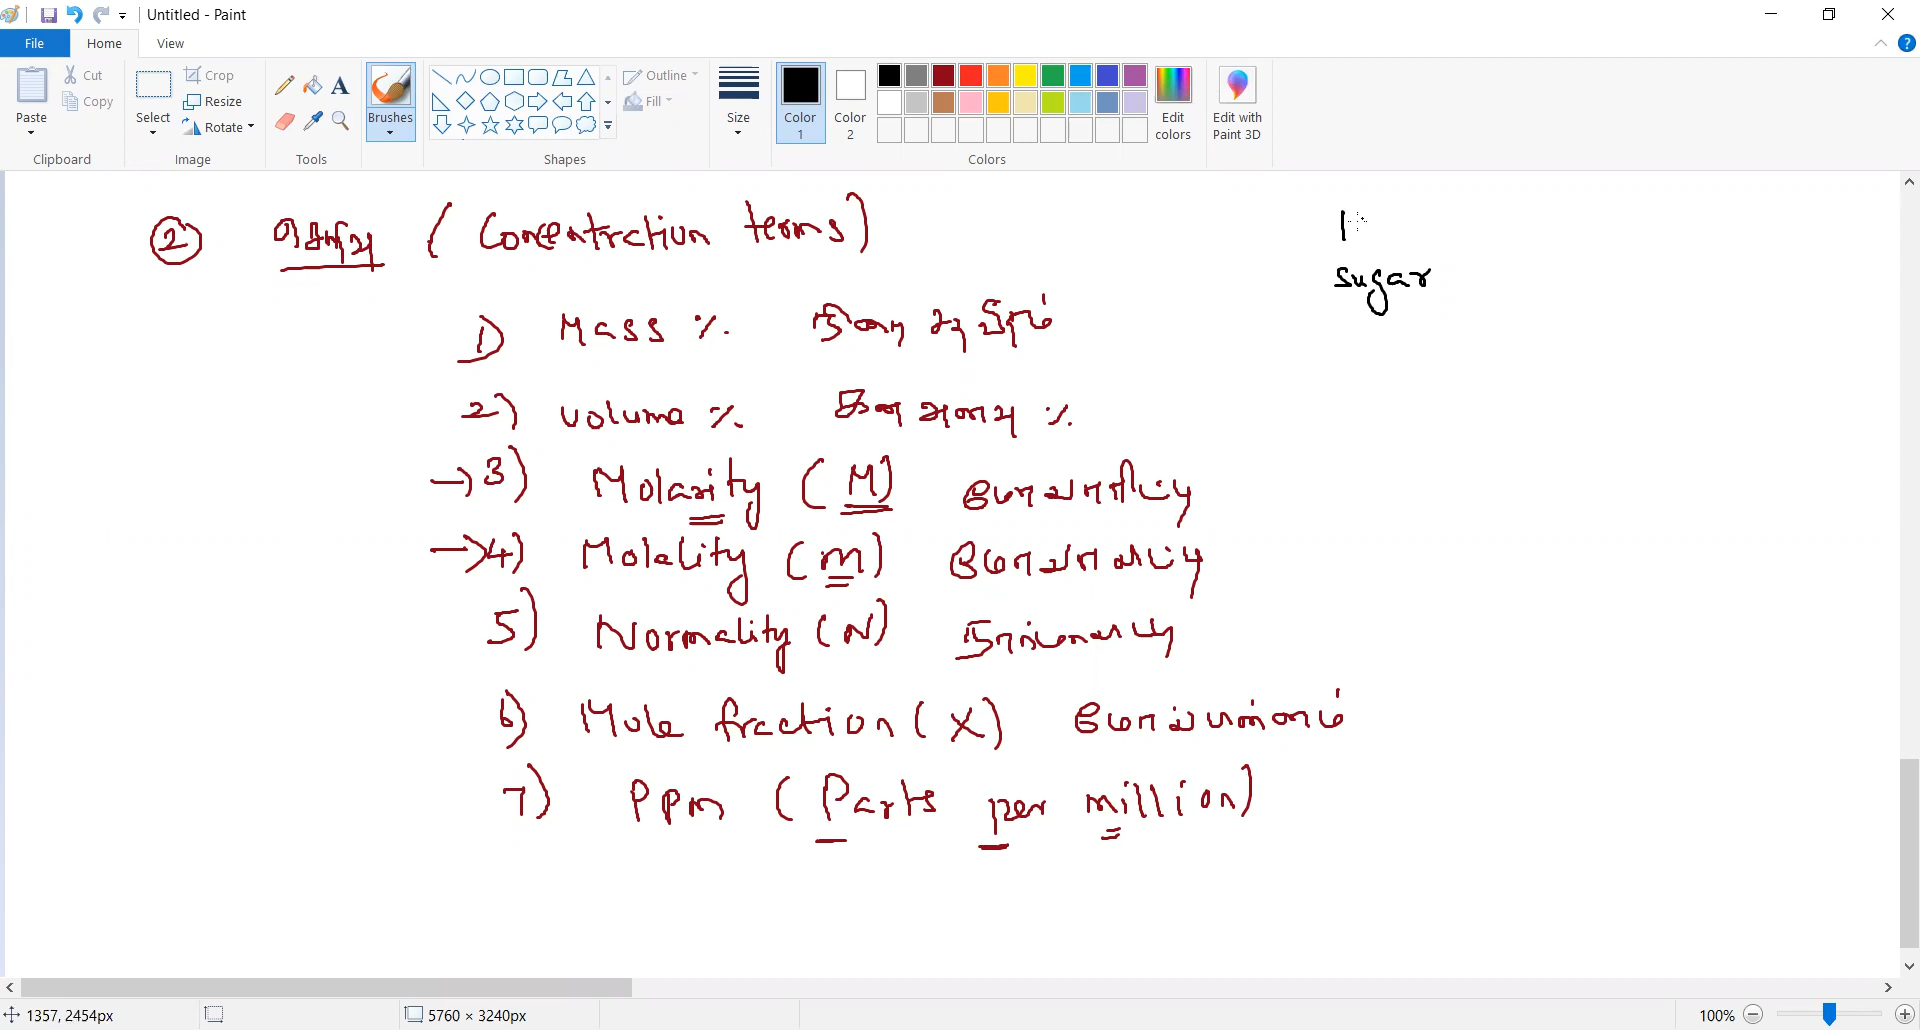 Untitled - Paint
File Home View
Paste
Cut
Copy
Clipboard
Select
Crop
Resize
Rotate
Image
Tools
Brushes
Outline
Fill
Shapes
Size
Color 1
Color 2
Colors
Edit colors
Edit with Paint 3D
② (Concentration terms)
1) Mass %
2) Volume % %
→ 3) Molarity (M) மோலாரிட்டி
→ 4) Molality (m) மோலாலிட்டி
5) Normality (N) நார்மாலிட்டி
6) Mole fraction (X) மோல் பின்னம்
7) PPm (Parts per million)
sugar
1357, 2454px
5760 × 3240px
100%